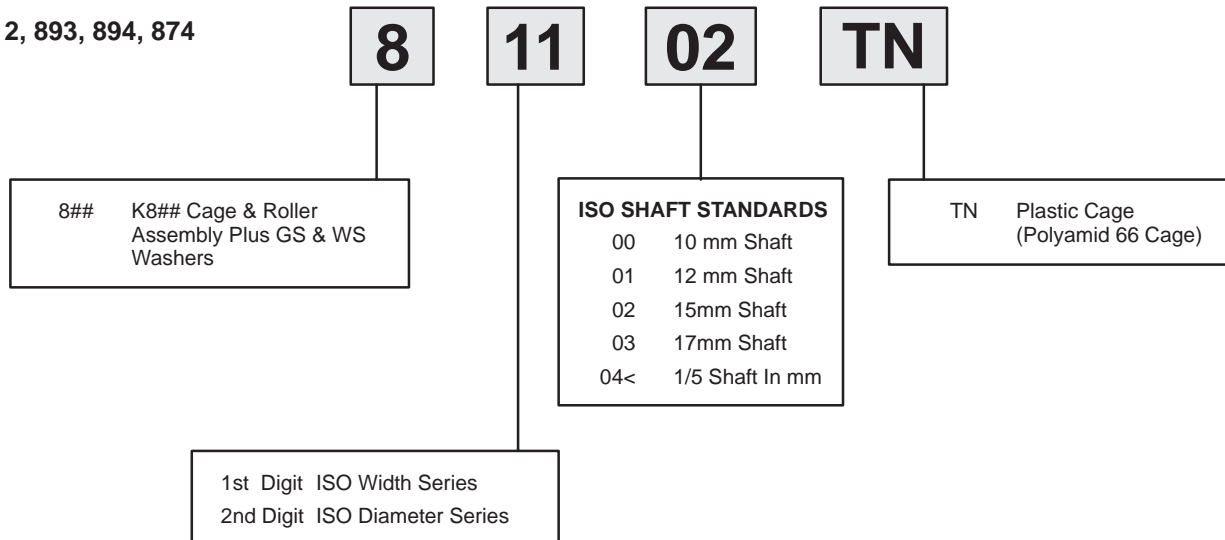 2, 893, 894, 874
8 11 02 TN
8## K8## Cage & Roller
Assembly Plus GS & WS
Washers
ISO SHAFT STANDARDS
00 10 mm Shaft
01 12 mm Shaft
02 15mm Shaft
03 17mm Shaft
04< 1/5 Shaft In mm
TN Plastic Cage
(Polyamid 66 Cage)
1st Digit ISO Width Series
2nd Digit ISO Diameter Series